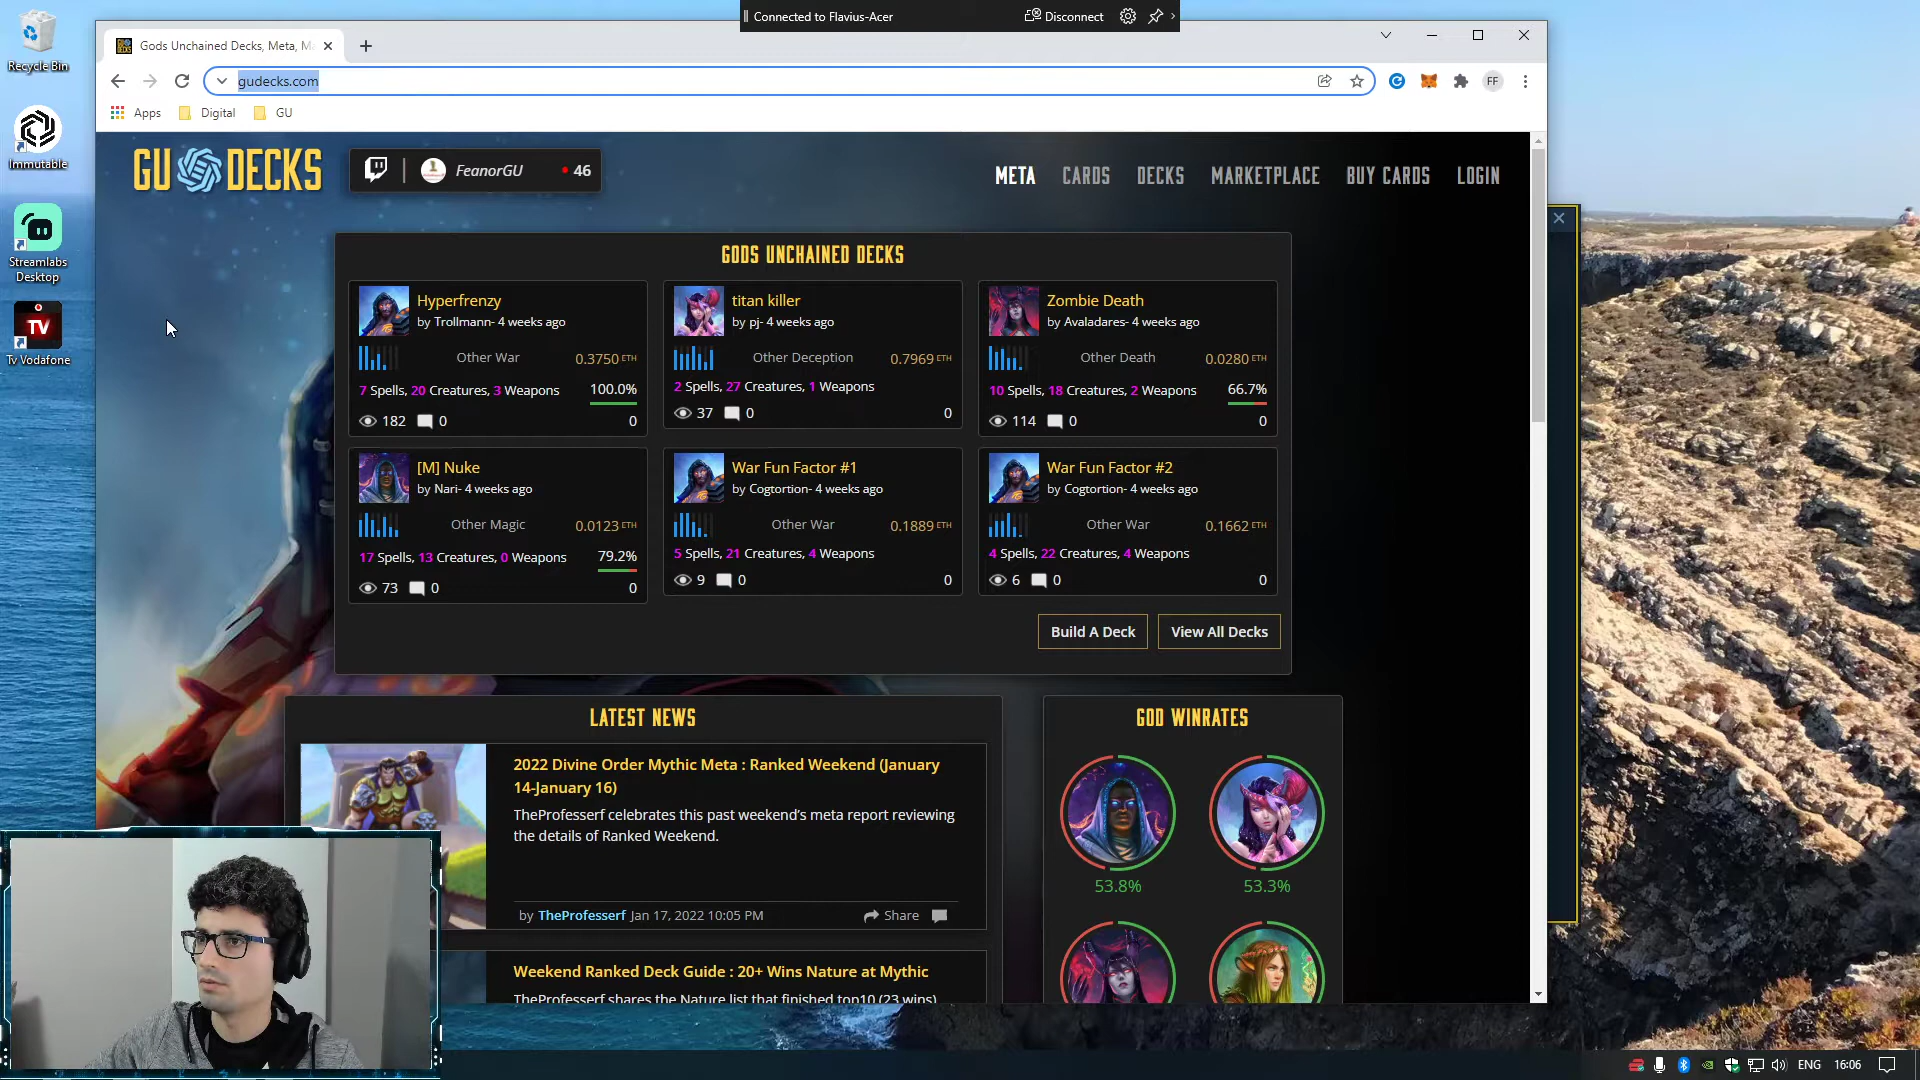 Connected to Flavius-Acer
Disconnect
Recycle Bin
Immutable
Streamlabs
Desktop
TV
Tv Vodafone
Gods Unchained Decks, Meta, M
gudecks.com
FF
Apps
Digital
GU
GU DECKS
1
FeanorGU
46
META
CARDS
DECKS
MARKETPLACE
BUY CARDS
LOGIN
GODS UNCHAINED DECKS
Hyperfrenzy
by Trollmann- 4 weeks ago
Other War
0.3750 ETH
7 Spells, 20 Creatures, 3 Weapons
100.0%
182
0
0
titan killer
by pj- 4 weeks ago
Other Deception
0.7969 ETH
2 Spells, 27 Creatures, 1 Weapons
37
0
0
Zombie Death
by Avaladares- 4 weeks ago
Other Death
0.0280 ETH
10 Spells, 18 Creatures, 2 Weapons
66.7%
114
0
0
[M] Nuke
by Nari- 4 weeks ago
Other Magic
0.0123 ETH
17 Spells, 13 Creatures, 0 Weapons
79.2%
73
0
0
War Fun Factor #1
by Cogtortion- 4 weeks ago
Other War
0.1889 ETH
5 Spells, 21 Creatures, 4 Weapons
9
0
0
War Fun Factor #2
by Cogtortion- 4 weeks ago
Other War
0.1662 ETH
4 Spells, 22 Creatures, 4 Weapons
6
0
0
Build A Deck
View All Decks
LATEST NEWS
2022 Divine Order Mythic Meta : Ranked Weekend (January
14-January 16)
TheProfesserf celebrates this past weekend's meta report reviewing
the details of Ranked Weekend.
by TheProfesserf Jan 17, 2022 10:05 PM
Share
Weekend Ranked Deck Guide : 20+ Wins Nature at Mythic
TheProfesserf shares the Nature list that finished top10 (23 wins)
GOD WINRATES
53.8%
53.3%
ENG
16:06